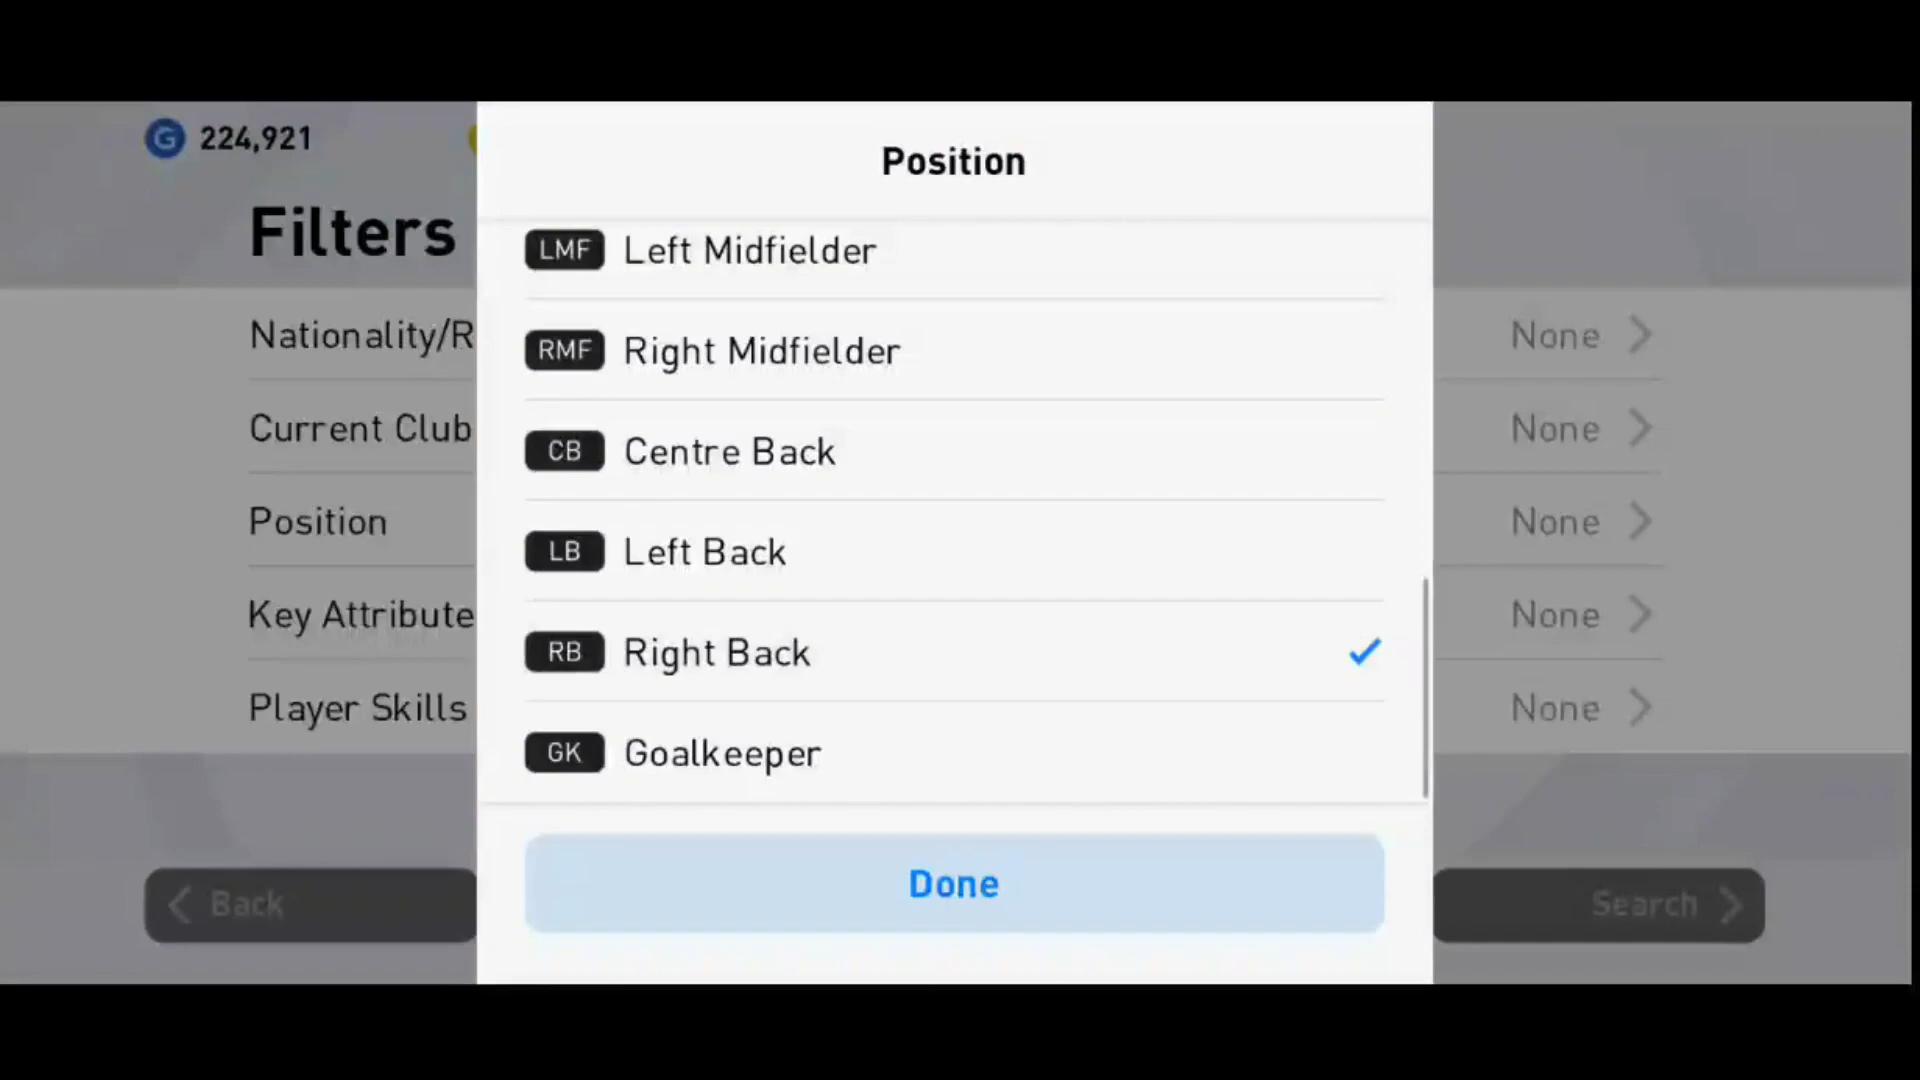 G 224,921
Filters
Nationality/R
None
Current Club
None
Position
None
Key Attribute
None
Player Skills
None
Back
Search
Position
LMF Left Midfielder
RMF Right Midfielder
CB Centre Back
LB Left Back
RB Right Back
GK Goalkeeper
Done